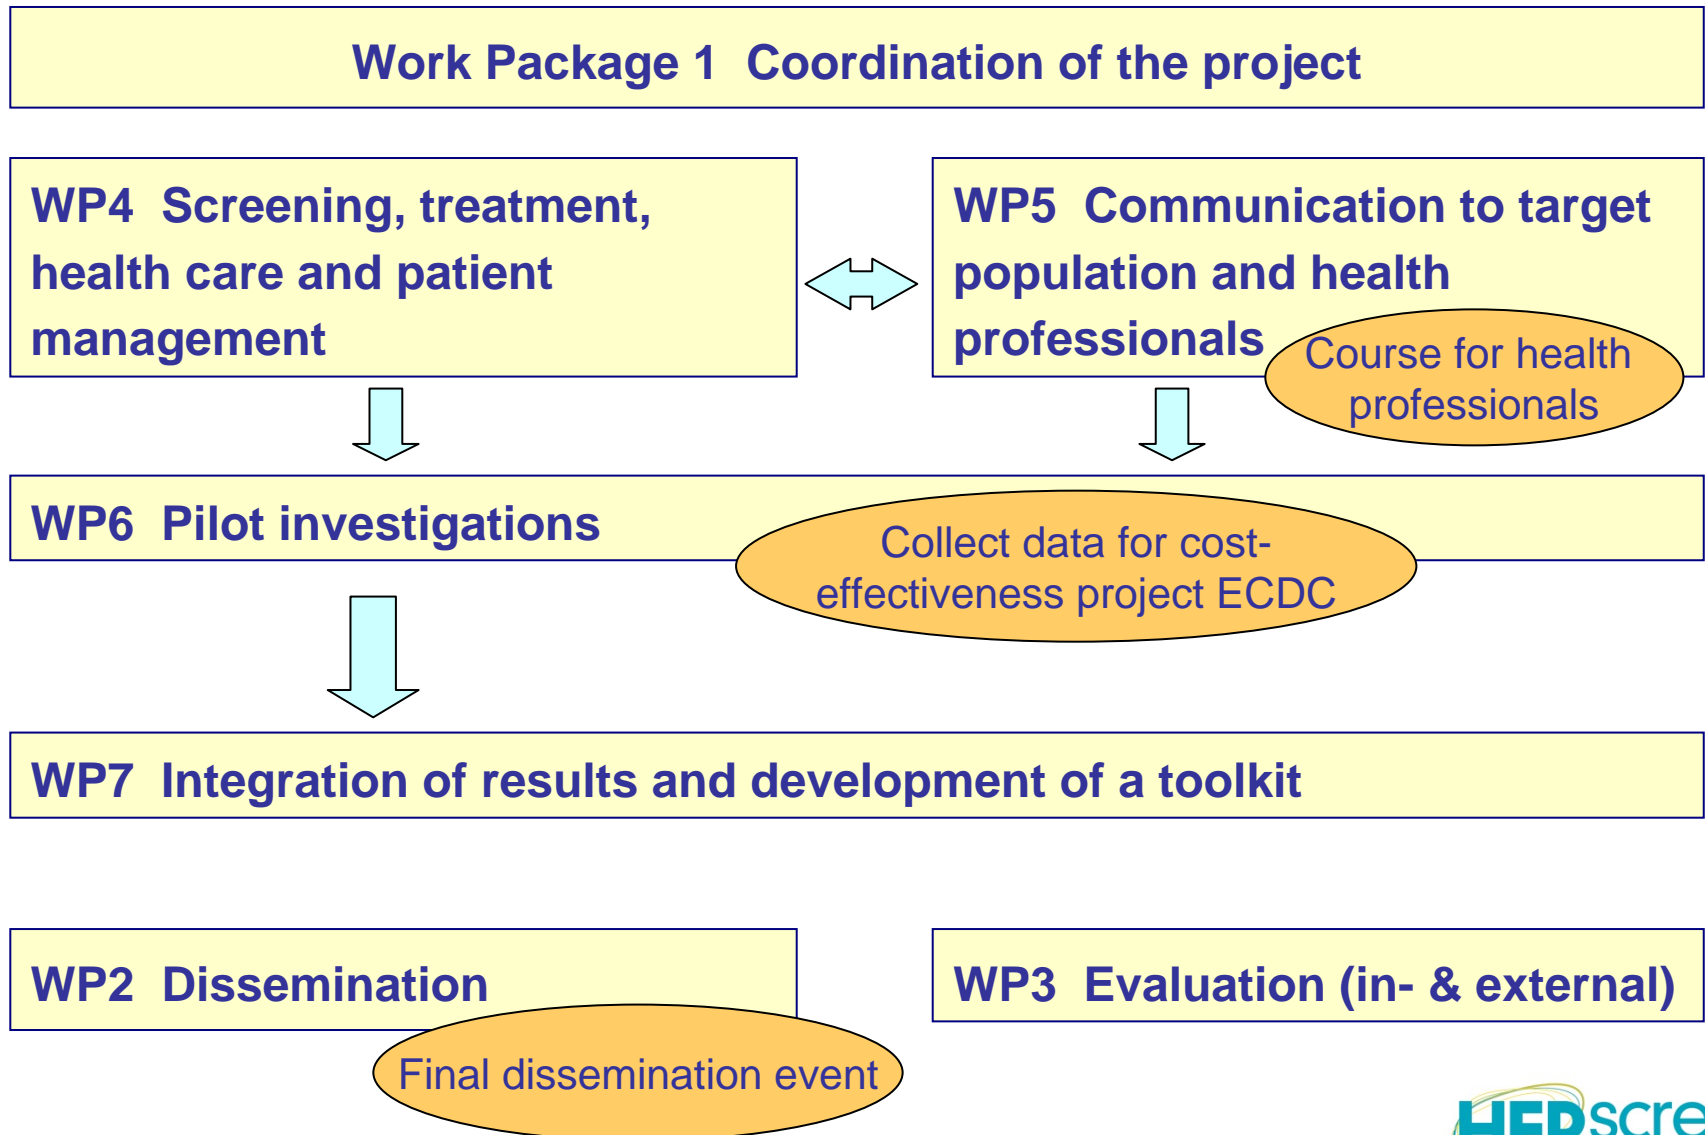 Work Package 1 Coordination of the project
WP4 Screening, treatment,
health care and patient
management
WP5 Communication to target
population and health
professionals
Course for health
professionals
WP6 Pilot investigations
Collect data for cost-
effectiveness project ECDC
WP7 Integration of results and development of a toolkit
WP2 Dissemination
Final dissemination event
WP3 Evaluation (in- & external)